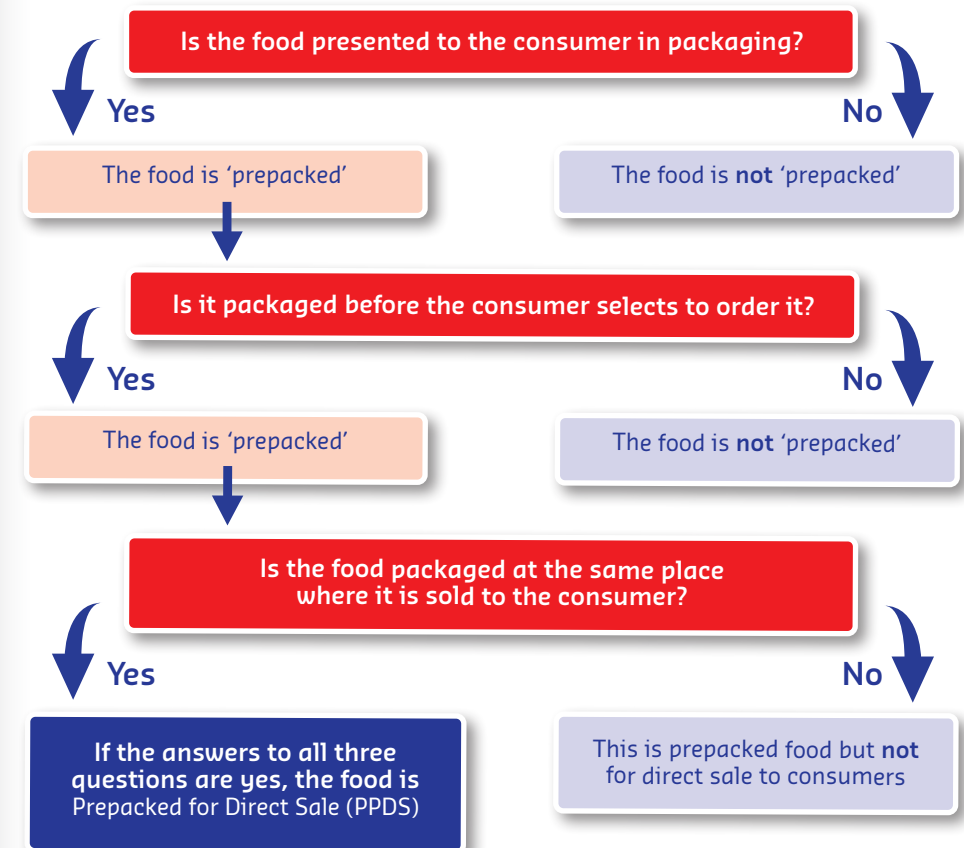 Is the food presented to the consumer in packaging?
Yes
No
The food is ‘prepacked’
The food is not ‘prepacked’
Is it packaged before the consumer selects to order it?
Yes
No
The food is ‘prepacked’
The food is not ‘prepacked’
Is the food packaged at the same place
where it is sold to the consumer?
Yes
No
If the answers to all three
questions are yes, the food is
Prepacked for Direct Sale (PPDS)
This is prepacked food but not
for direct sale to consumers